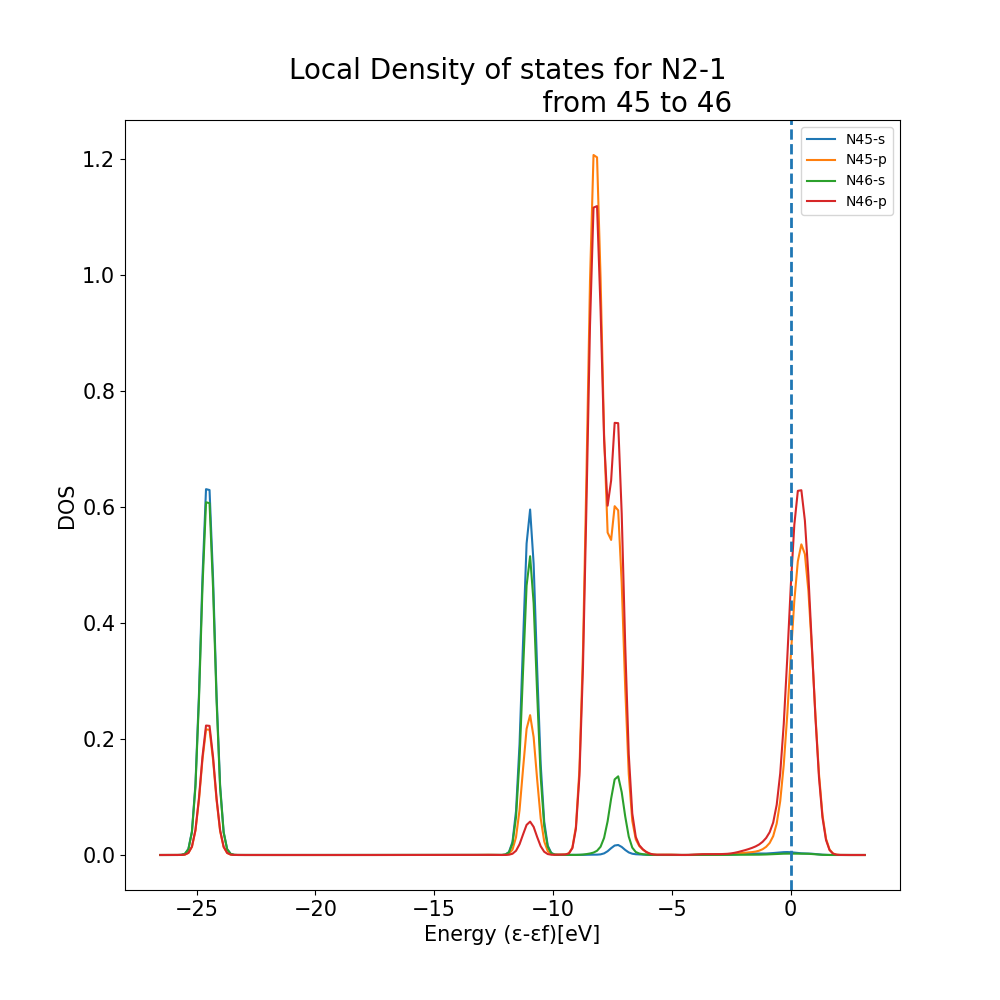 Local Density of states for N2-1
from 45 to 46
N45-s
N45-p
N46-s
N46-p
DOS
1.2
1.0
0.8
0.6
0.4
0.2
0.0
−25 −20 −15 −10 −5 0
Energy (ε-εf)[eV]